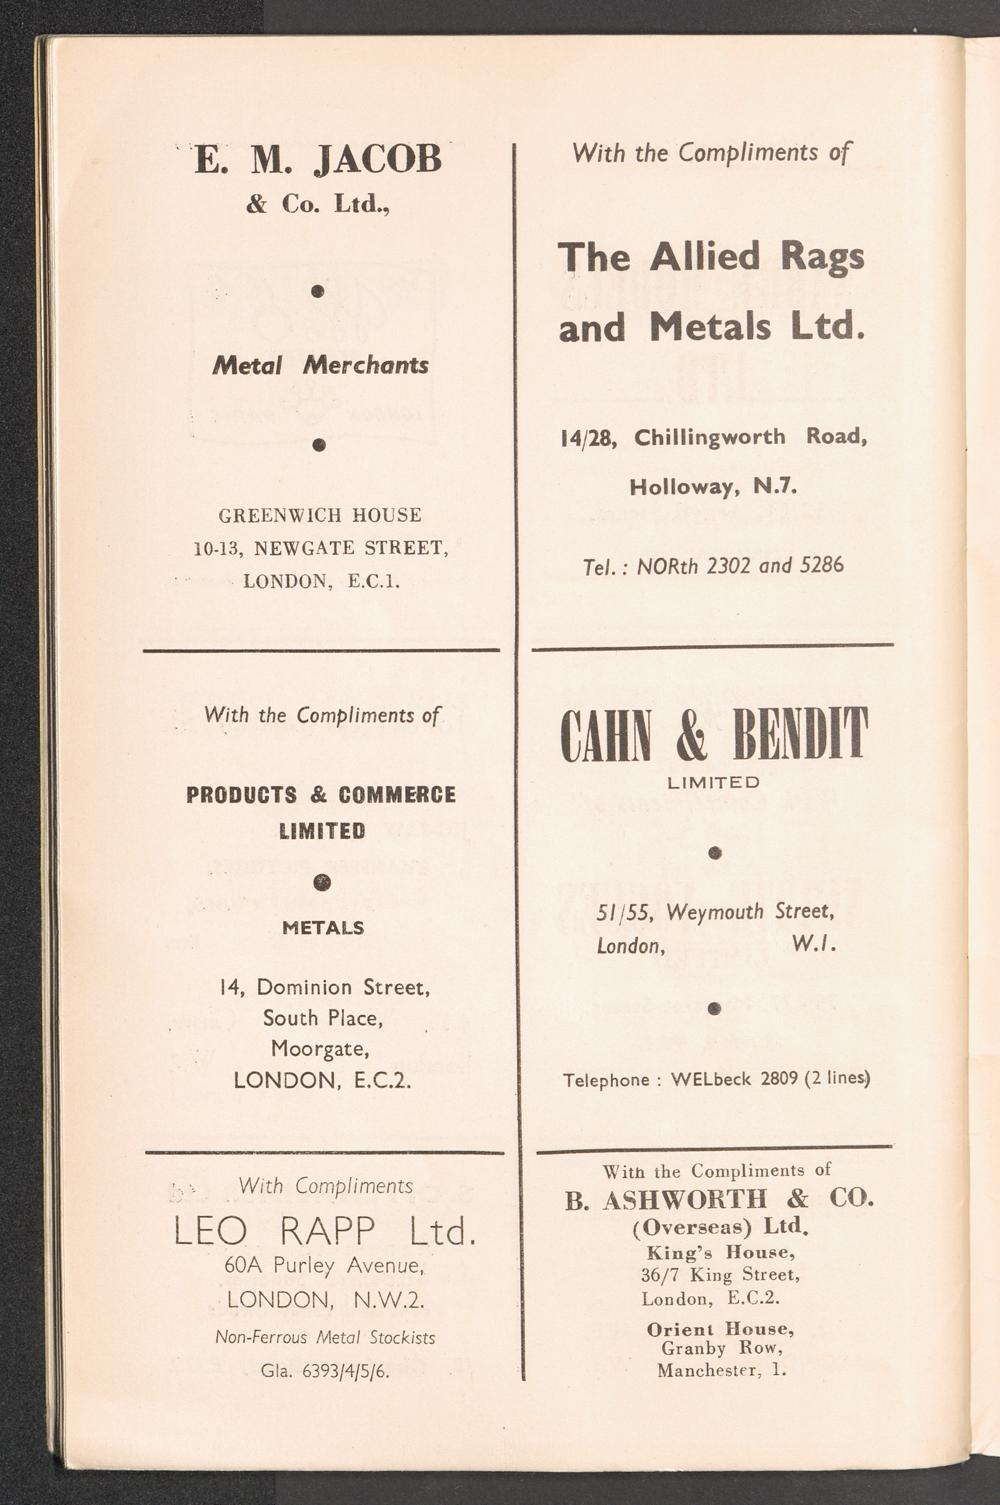 E. M. JACOB
& Co. Ltd.,
Metal Merchants
GREENWICH HOUSE
10-13, NEWGATE STREET,
LONDON, E.C.1.
With the Compliments of
PRODUCTS & COMMERCE
LIMITED
METALS
14, Dominion Street,
South Place,
Moorgate,
LONDON, E.C.2.
With Compliments
LEO RAPP Ltd.
60A Purley Avenue,
LONDON, N.W.2.
Non-Ferrous Metal Stockists
Gla. 6393/4/5/6.
With the Compliments of
The Allied Rags
and Metals Ltd.
14/28, Chillingworth Road,
Holloway, N.7.
Tel. : NORth 2302 and 5286
CAHN & BENDIT
LIMITED
51/55, Weymouth Street,
London, W.1.
Telephone : WELbeck 2809 (2 lines)
With the Compliments of
B. ASHWORTH & CO.
(Overseas) Ltd.
King's House,
36/7 King Street,
London, E.C.2.
Orient House,
Granby Row,
Manchester, 1.